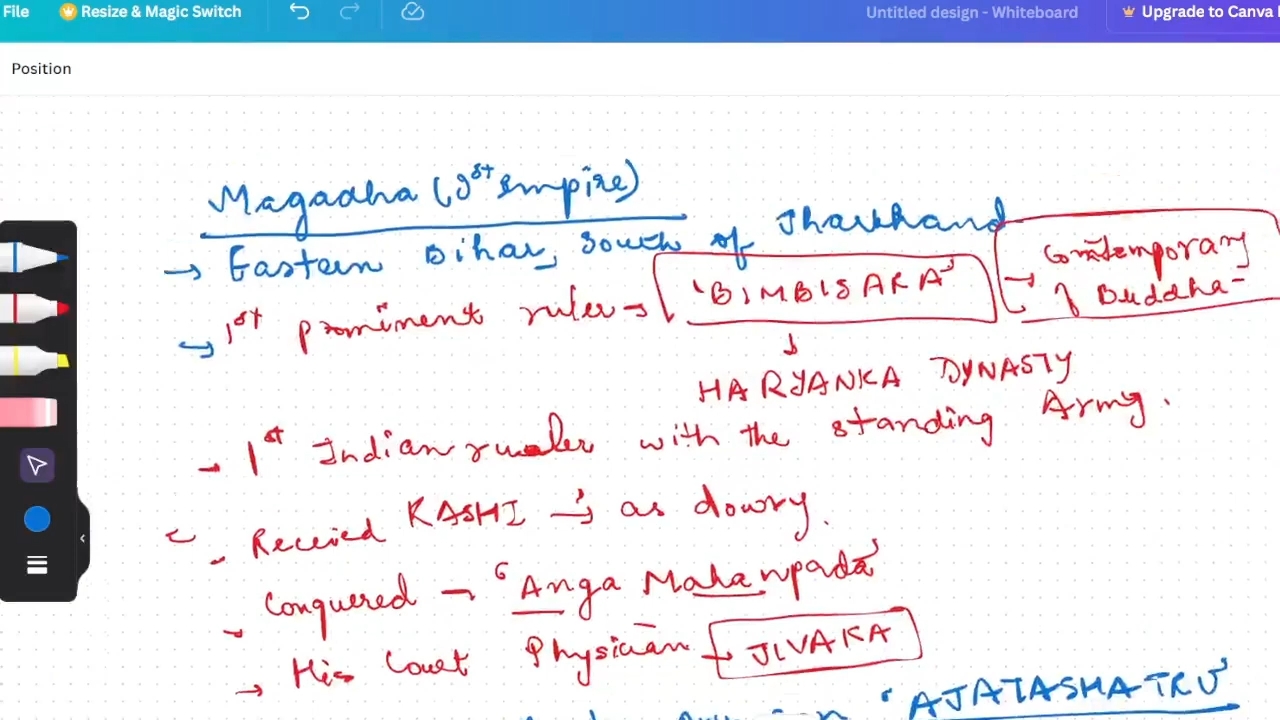 File Resize & Magic Switch Untitled design - Whiteboard Upgrade to Canva
Position
Magadha (1st Empire)
→ Eastern Bihar, South of Jharkhand
→ 1st prominent ruler → 'BIMBISARA' → Contemporary
of Buddha -
HARYANKA DYNASTY
→ 1st Indian ruler with the standing Army.
Receied KASHI → as dowry.
Conquered → 'Anga Mahanpada'
→ His Court Physician → JIVAKA
'AJATASHATRU'